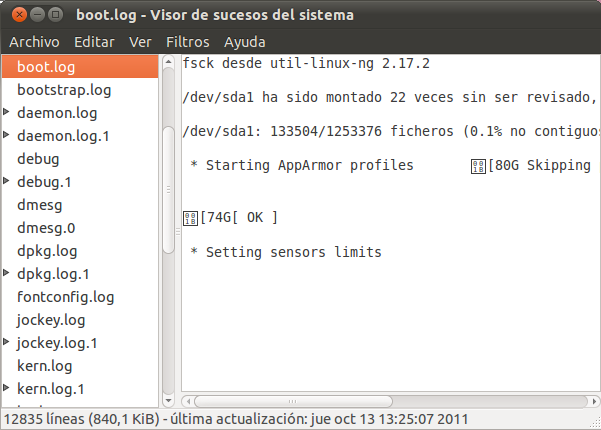 boot.log - Visor de sucesos del sistema
Archivo Editar Ver Filtros Ayuda
boot.log
bootstrap.log
daemon.log
daemon.log.1
debug
debug.1
dmesg
dmesg.0
dpkg.log
dpkg.log.1
fontconfig.log
jockey.log
jockey.log.1
kern.log
kern.log.1
fsck desde util-linux-ng 2.17.2
/dev/sda1 ha sido montado 22 veces sin ser revisado,
/dev/sda1: 133504/1253376 ficheros (0.1% no contiguos
* Starting AppArmor profiles 001B[80G Skipping
001B[74G[ OK ]
* Setting sensors limits
12835 líneas (840,1 KiB) - última actualización: jue oct 13 13:25:07 2011